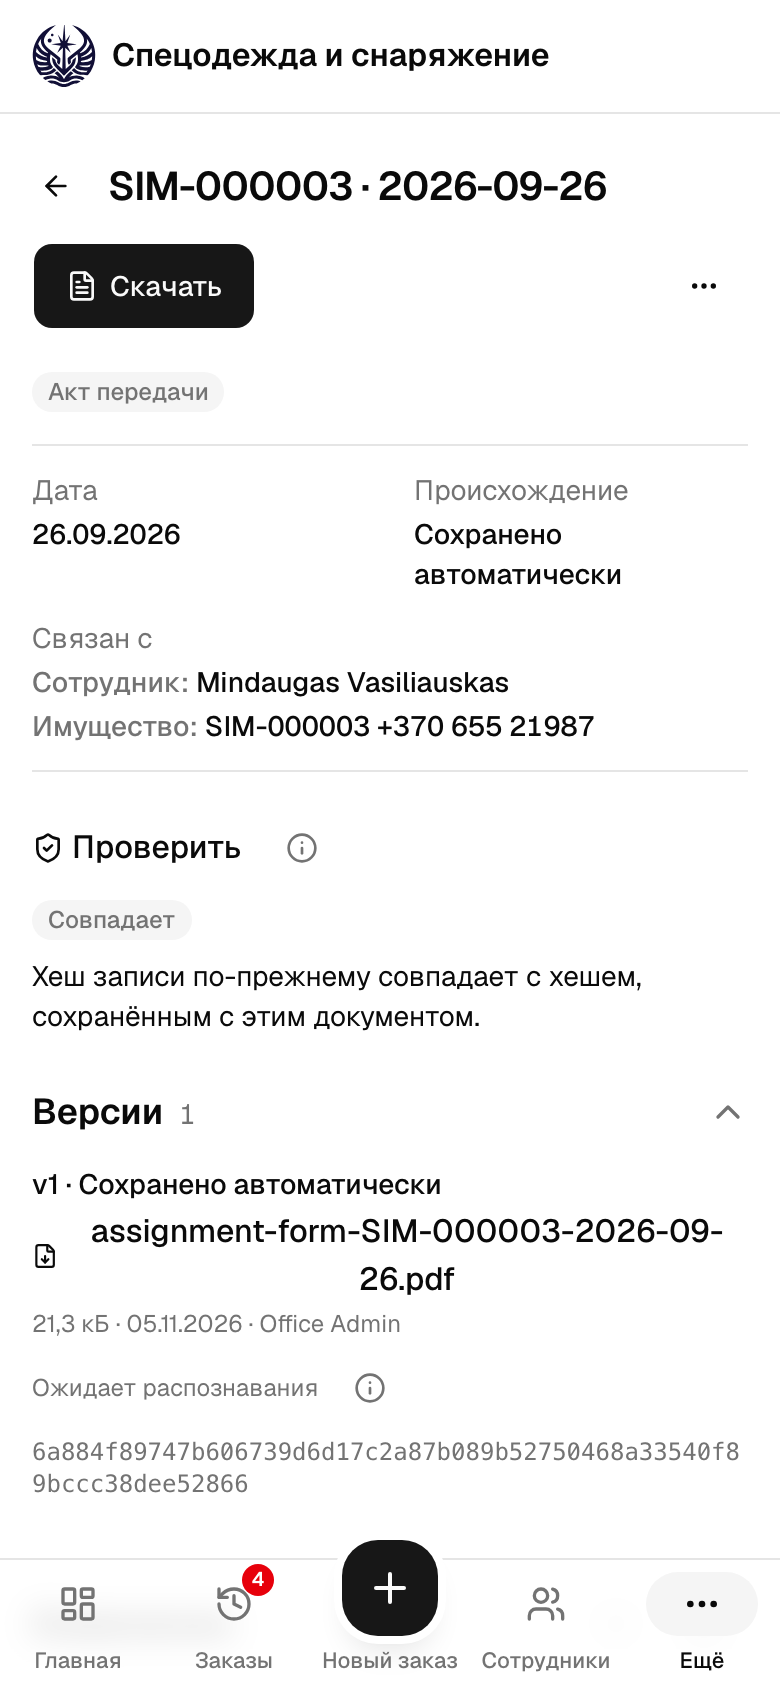 Спецодежда и снаряжение
SIM-000003 · 2026-09-26
Скачать
Акт передачи
Дата
26.09.2026
Происхождение
Сохранено
автоматически
Связан с
Сотрудник: Mindaugas Vasiliauskas
Имущество: SIM-000003 +370 655 21987
Проверить
Совпадает
Хеш записи по-прежнему совпадает с хешем,
сохранённым с этим документом.
Версии 1
v1 · Сохранено автоматически
assignment-form-SIM-000003-2026-09-
26.pdf
21,3 кБ · 05.11.2026 · Office Admin
Ожидает распознавания
6a884f89747b606739d6d17c2a87b089b52750468a33540f8
9bccc38dee52866
4
Главная
Заказы
Новый заказ
Сотрудники
Ещё